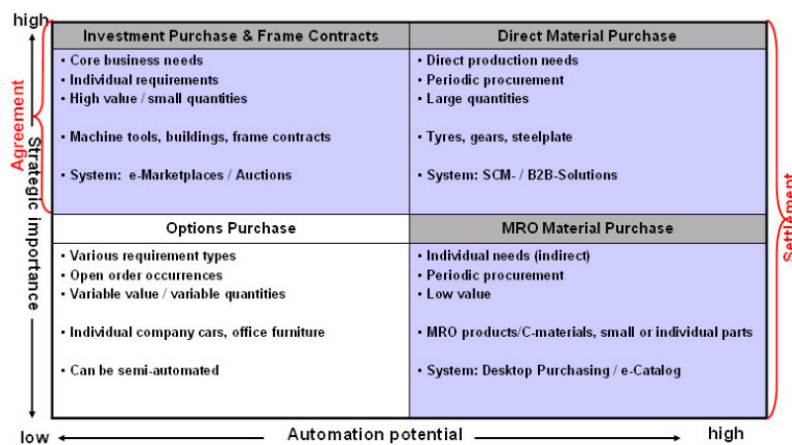 high
Investment Purchase & Frame Contracts
• Core business needs
• Individual requirements
• High value / small quantities
• Machine tools, buildings, frame contracts
• System: e-Marketplaces / Auctions
Direct Material Purchase
• Direct production needs
• Periodic procurement
• Large quantities
• Tyres, gears, steelplate
• System: SCM- / B2B-Solutions
Agreement
Strategic importance
Settlement
Options Purchase
• Various requirement types
• Open order occurrences
• Variable value / variable quantities
• Individual company cars, office furniture
• Can be semi-automated
MRO Material Purchase
• Individual needs (indirect)
• Periodic procurement
• Low value
• MRO products/C-materials, small or individual parts
• System: Desktop Purchasing / e-Catalog
low
Automation potential
high